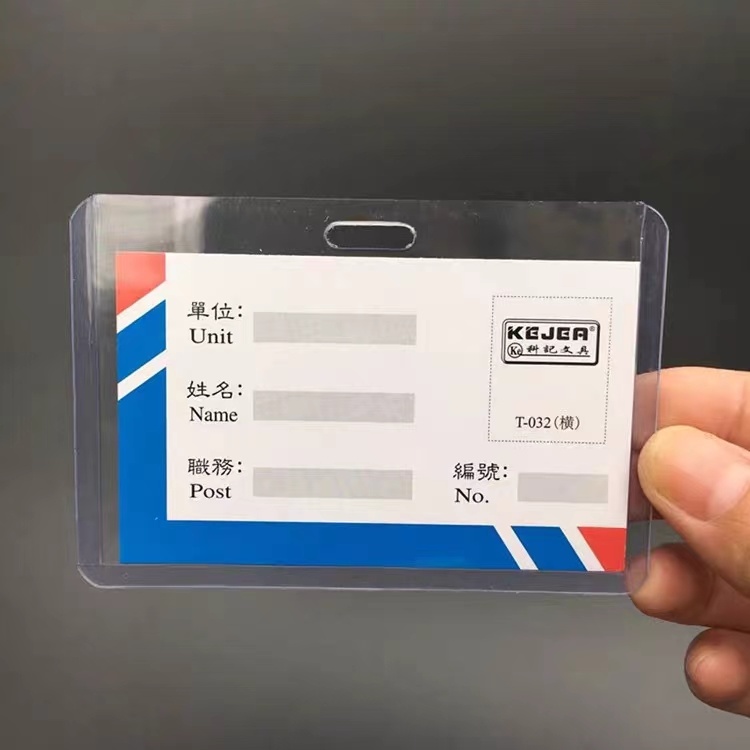 單位:
Unit
姓名:
Name
職務:
Post
編號:
No.
KEJEA®
Ke 科記文具
T-032(橫)